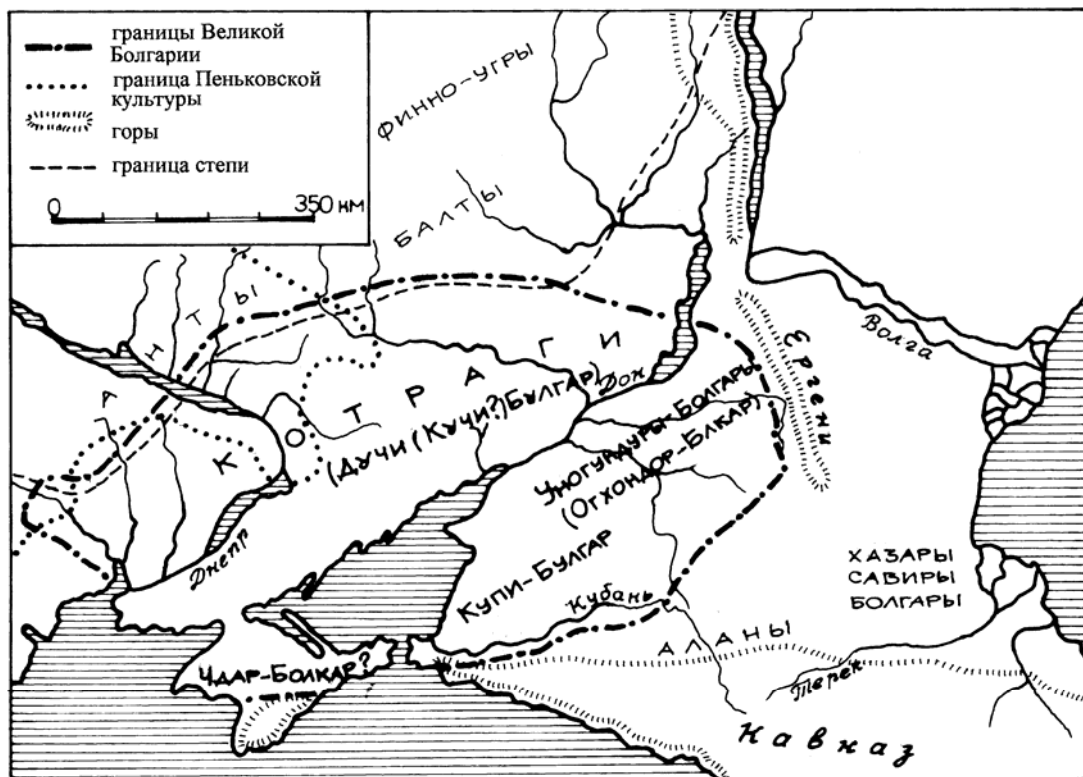 границы Великой
Болгарии
граница Пеньковской
культуры
горы
граница степи
0 350 км
ФИННО-УГРЫ
БАЛТЫ
АНТЫ
Волга
Ергени
КОТРАГИ
(Дучи (Кучи?) Булгар)
Дон
Уногундуры-Болгары
(Огхондор-Блкар)
Днепр
Купи-Булгар
Кубань
ХАЗАРЫ
САВИРЫ
БОЛГАРЫ
АЛАНЫ
Чдар-Болкар?
Терек
Кавказ